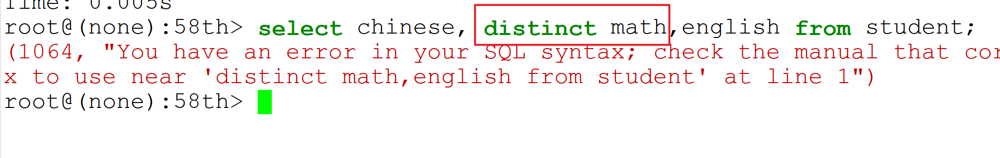 Time: 0.005s
root@(none):58th> select chinese, distinct math,english from student;
(1064, "You have an error in your SQL syntax; check the manual that cor
x to use near 'distinct math,english from student' at line 1")
root@(none):58th>